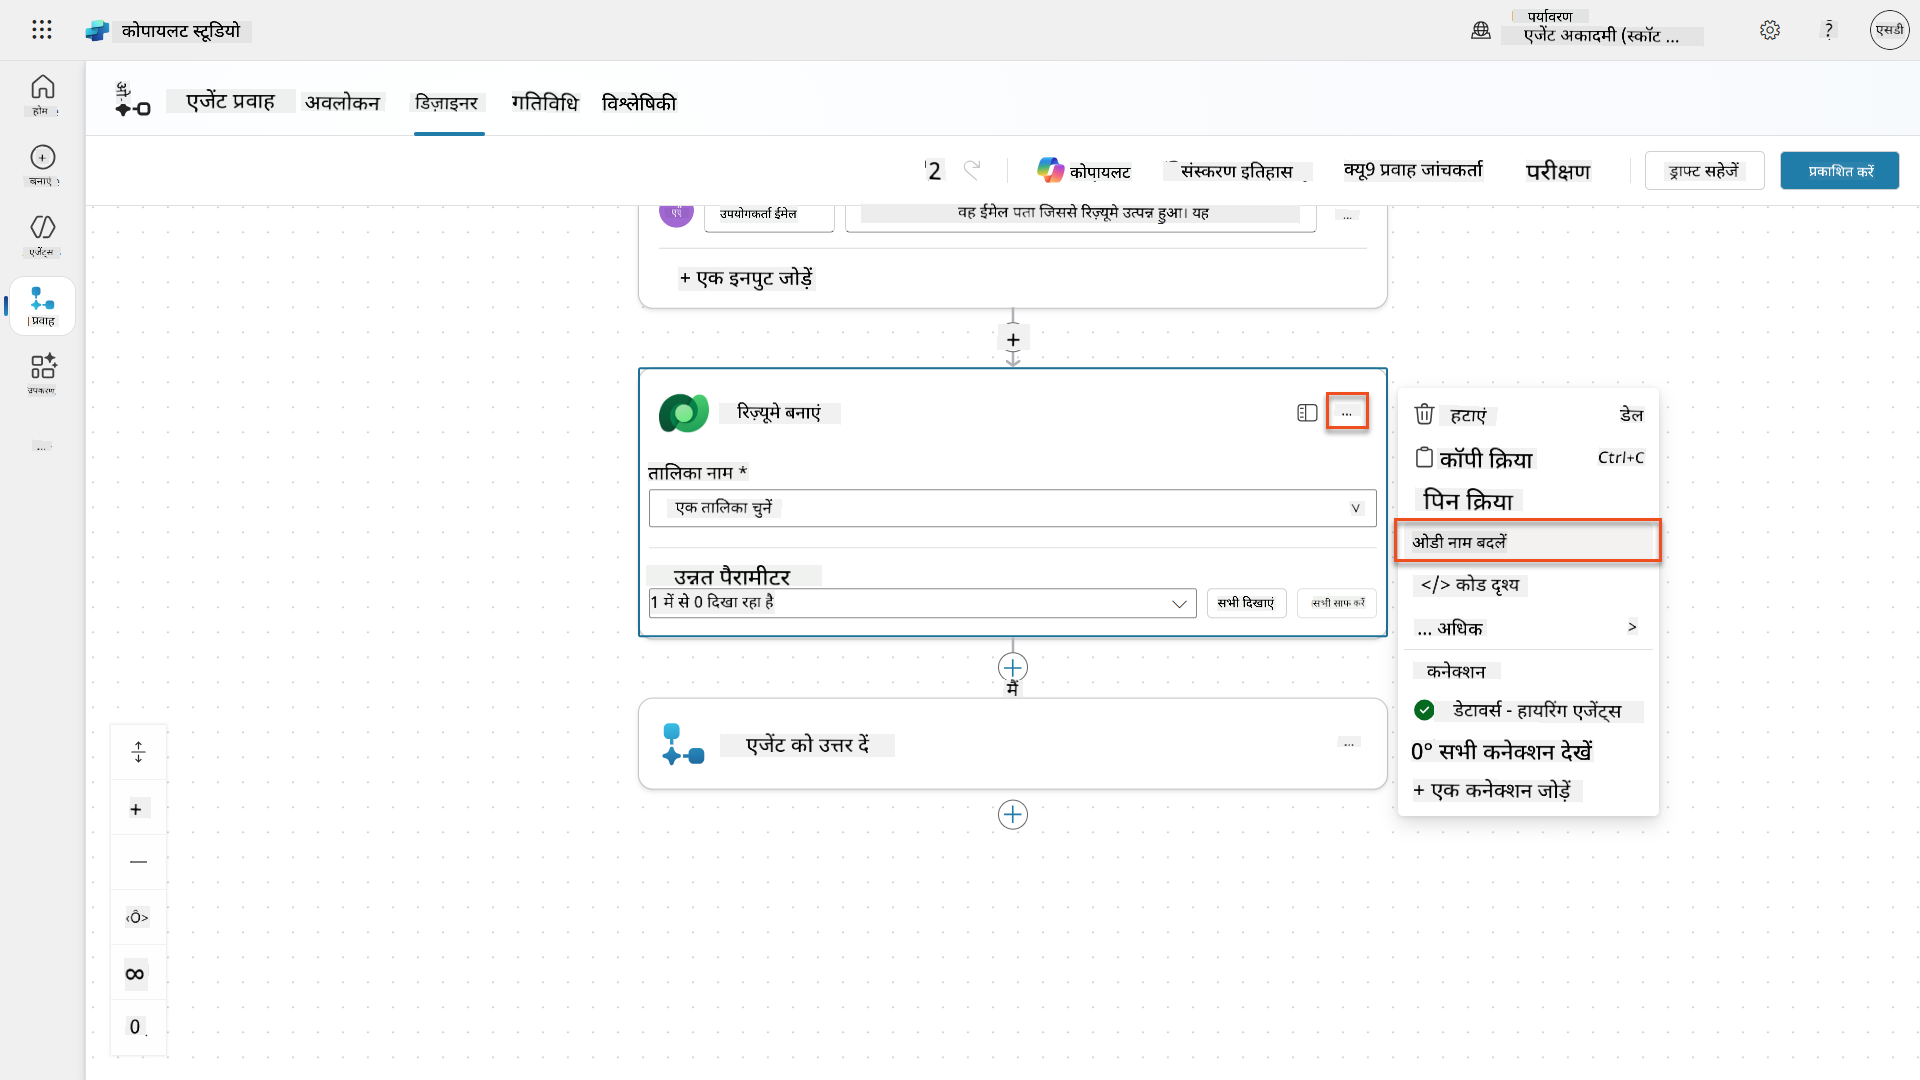 कोपायलट स्टूडियो
पर्यावरण
एजेंट अकादमी (स्कॉट ...
?
एसडी
होम
बनाएं
एजेंट्स
प्रवाह
उपकरण
...
एजेंट प्रवाह
अवलोकन
डिज़ाइनर
गतिविधि
विश्लेषिकी
2
कोपायलट
संस्करण इतिहास
क्यू9 प्रवाह जांचकर्ता
परीक्षण
ड्राफ्ट सहेजें
प्रकाशित करें
उपयोगकर्ता ईमेल
वह ईमेल पता जिससे रिज़्यूमे उत्पन्न हुआ। यह
...
+ एक इनपुट जोड़ें
+
रिज़्यूमे बनाएं
...
तालिका नाम *
एक तालिका चुनें
v
उन्नत पैरामीटर
1 में से 0 दिखा रहा है
सभी दिखाएं
सभी साफ करें
मैं
एजेंट को उत्तर दें
...
हटाएं
डेल
कॉपी क्रिया
Ctrl+C
पिन क्रिया
ओडी नाम बदलें
</> कोड दृश्य
... अधिक
>
कनेक्शन
डेटावर्स - हायरिंग एजेंट्स
0° सभी कनेक्शन देखें
+ एक कनेक्शन जोड़ें
+
—
‹Ô>
∞
0